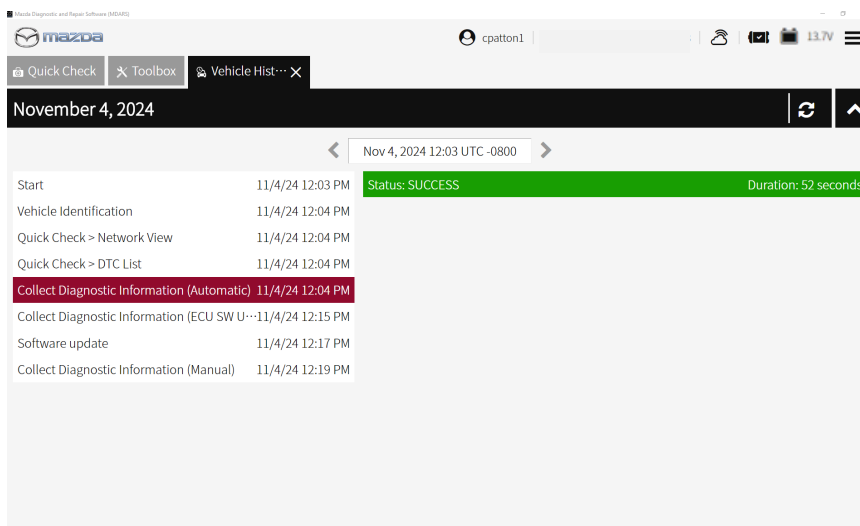 Mazda Diagnostic and Repair Software (MDARS)
mazda
cpatton1
13.7V
Quick Check
Toolbox
Vehicle Hist···
November 4, 2024
Nov 4, 2024 12:03 UTC -0800
Start 11/4/24 12:03 PM
Status: SUCCESS Duration: 52 seconds
Vehicle Identification 11/4/24 12:04 PM
Quick Check > Network View 11/4/24 12:04 PM
Quick Check > DTC List 11/4/24 12:04 PM
Collect Diagnostic Information (Automatic) 11/4/24 12:04 PM
Collect Diagnostic Information (ECU SW U··· 11/4/24 12:15 PM
Software update 11/4/24 12:17 PM
Collect Diagnostic Information (Manual) 11/4/24 12:19 PM